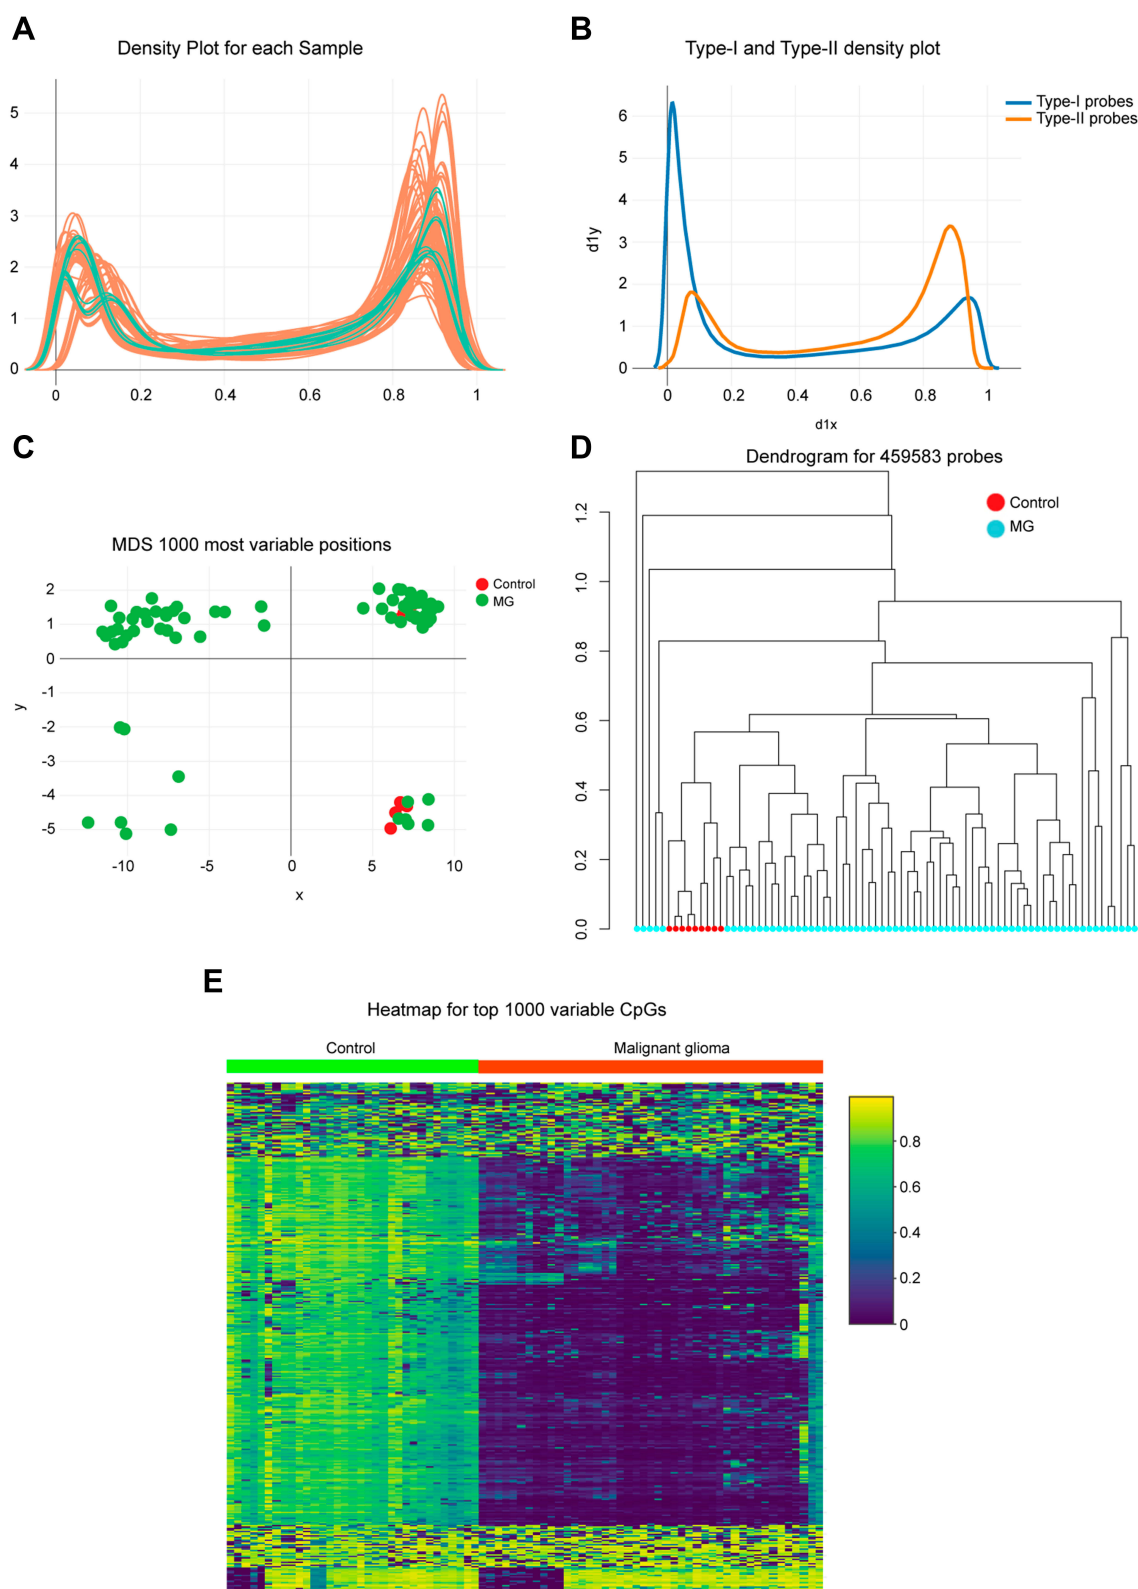 A
Density Plot for each Sample
5
4
3
2
1
0
0 0.2 0.4 0.6 0.8 1
B
Type-I and Type-II density plot
Type-I probes
Type-II probes
6
5
4
3
2
1
0
d1y
0 0.2 0.4 0.6 0.8 1
d1x
C
MDS 1000 most variable positions
Control
MG
2
1
0
-1
-2
-3
-4
-5
y
-10 -5 0 5 10
x
D
Dendrogram for 459583 probes
Control
MG
1.2
1.0
0.8
0.6
0.4
0.2
0.0
E
Heatmap for top 1000 variable CpGs
Control Malignant glioma
0.8
0.6
0.4
0.2
0